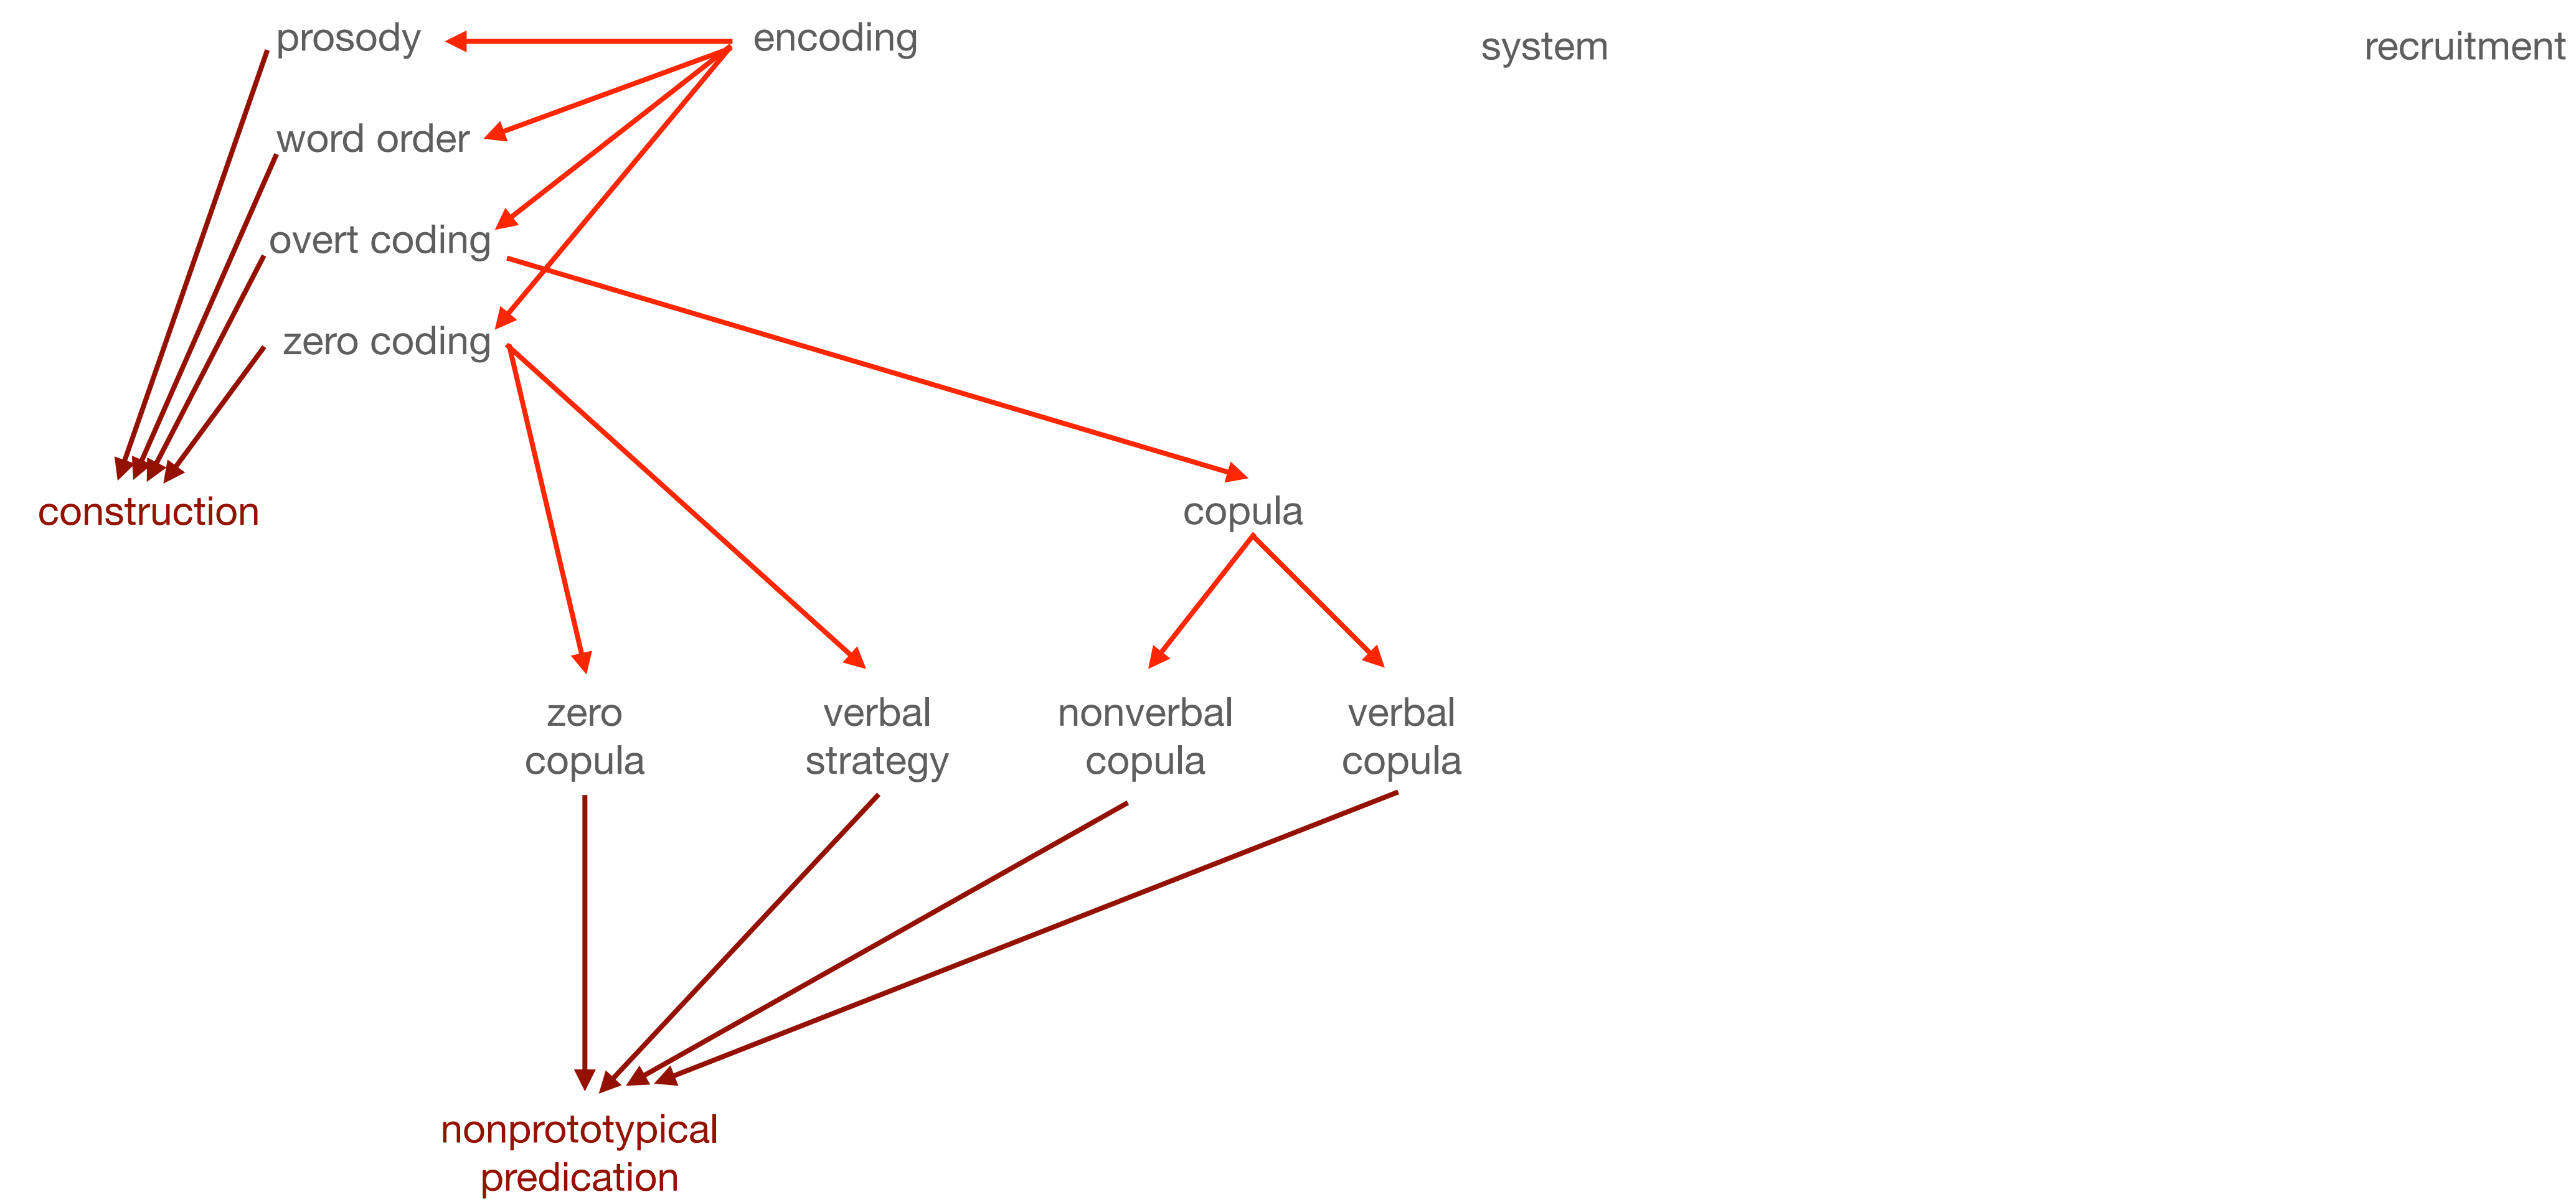 prosody
encoding
system
recruitment
word order
overt coding
zero coding
construction
copula
zero
copula
verbal
strategy
nonverbal
copula
verbal
copula
nonprototypical
predication